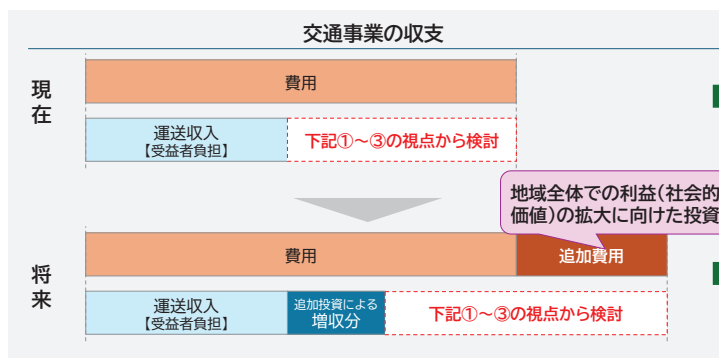 交通事業の収支
現在
費用
運送収入
【受益者負担】
下記①～③の視点から検討
地域全体での利益(社会的
価値)の拡大に向けた投資
将来
費用
追加費用
運送収入
【受益者負担】
追加投資による
増収分
下記①～③の視点から検討